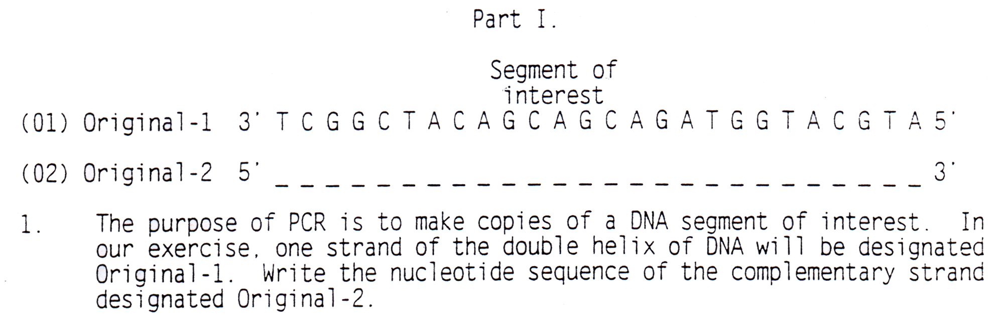 Part I.
Segment of
interest
(01) Original-1 3' T C G G C T A C A G C A G C A G A T G G T A C G T A 5'
(02) Original-2 5' _ _ _ _ _ _ _ _ _ _ _ _ _ _ _ _ _ _ _ _ _ _ _ _ _ _ 3'
1. The purpose of PCR is to make copies of a DNA segment of interest. In
our exercise, one strand of the double helix of DNA will be designated
Original-1. Write the nucleotide sequence of the complementary strand
designated Original-2.